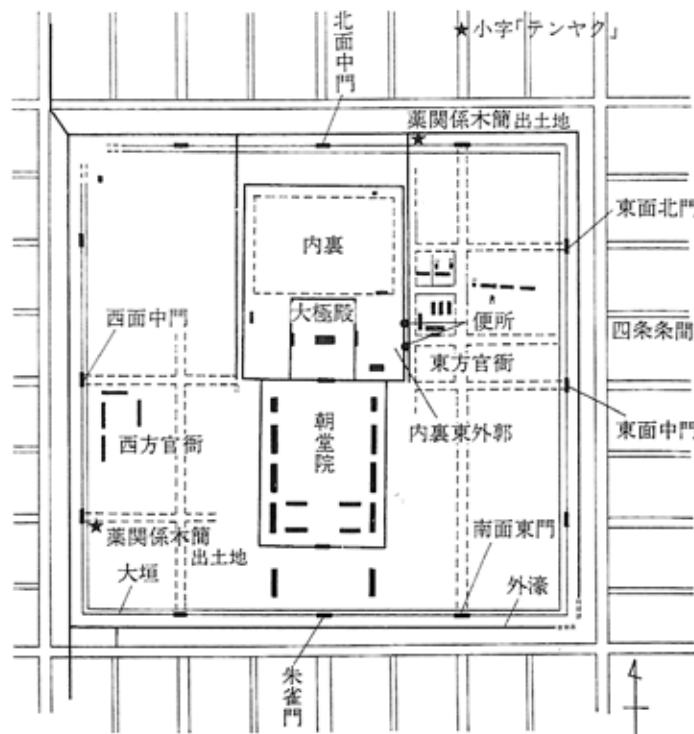 ★小字「テンヤク」
北面中門
薬関係木簡出土地
東面北門
内裏
大極殿
便所
四条条間
西面中門
東方官衙
朝堂院
内裏東外郭
東面中門
西方官衙
薬関係木簡
出土地
南面東門
大垣
外濠
朱雀門